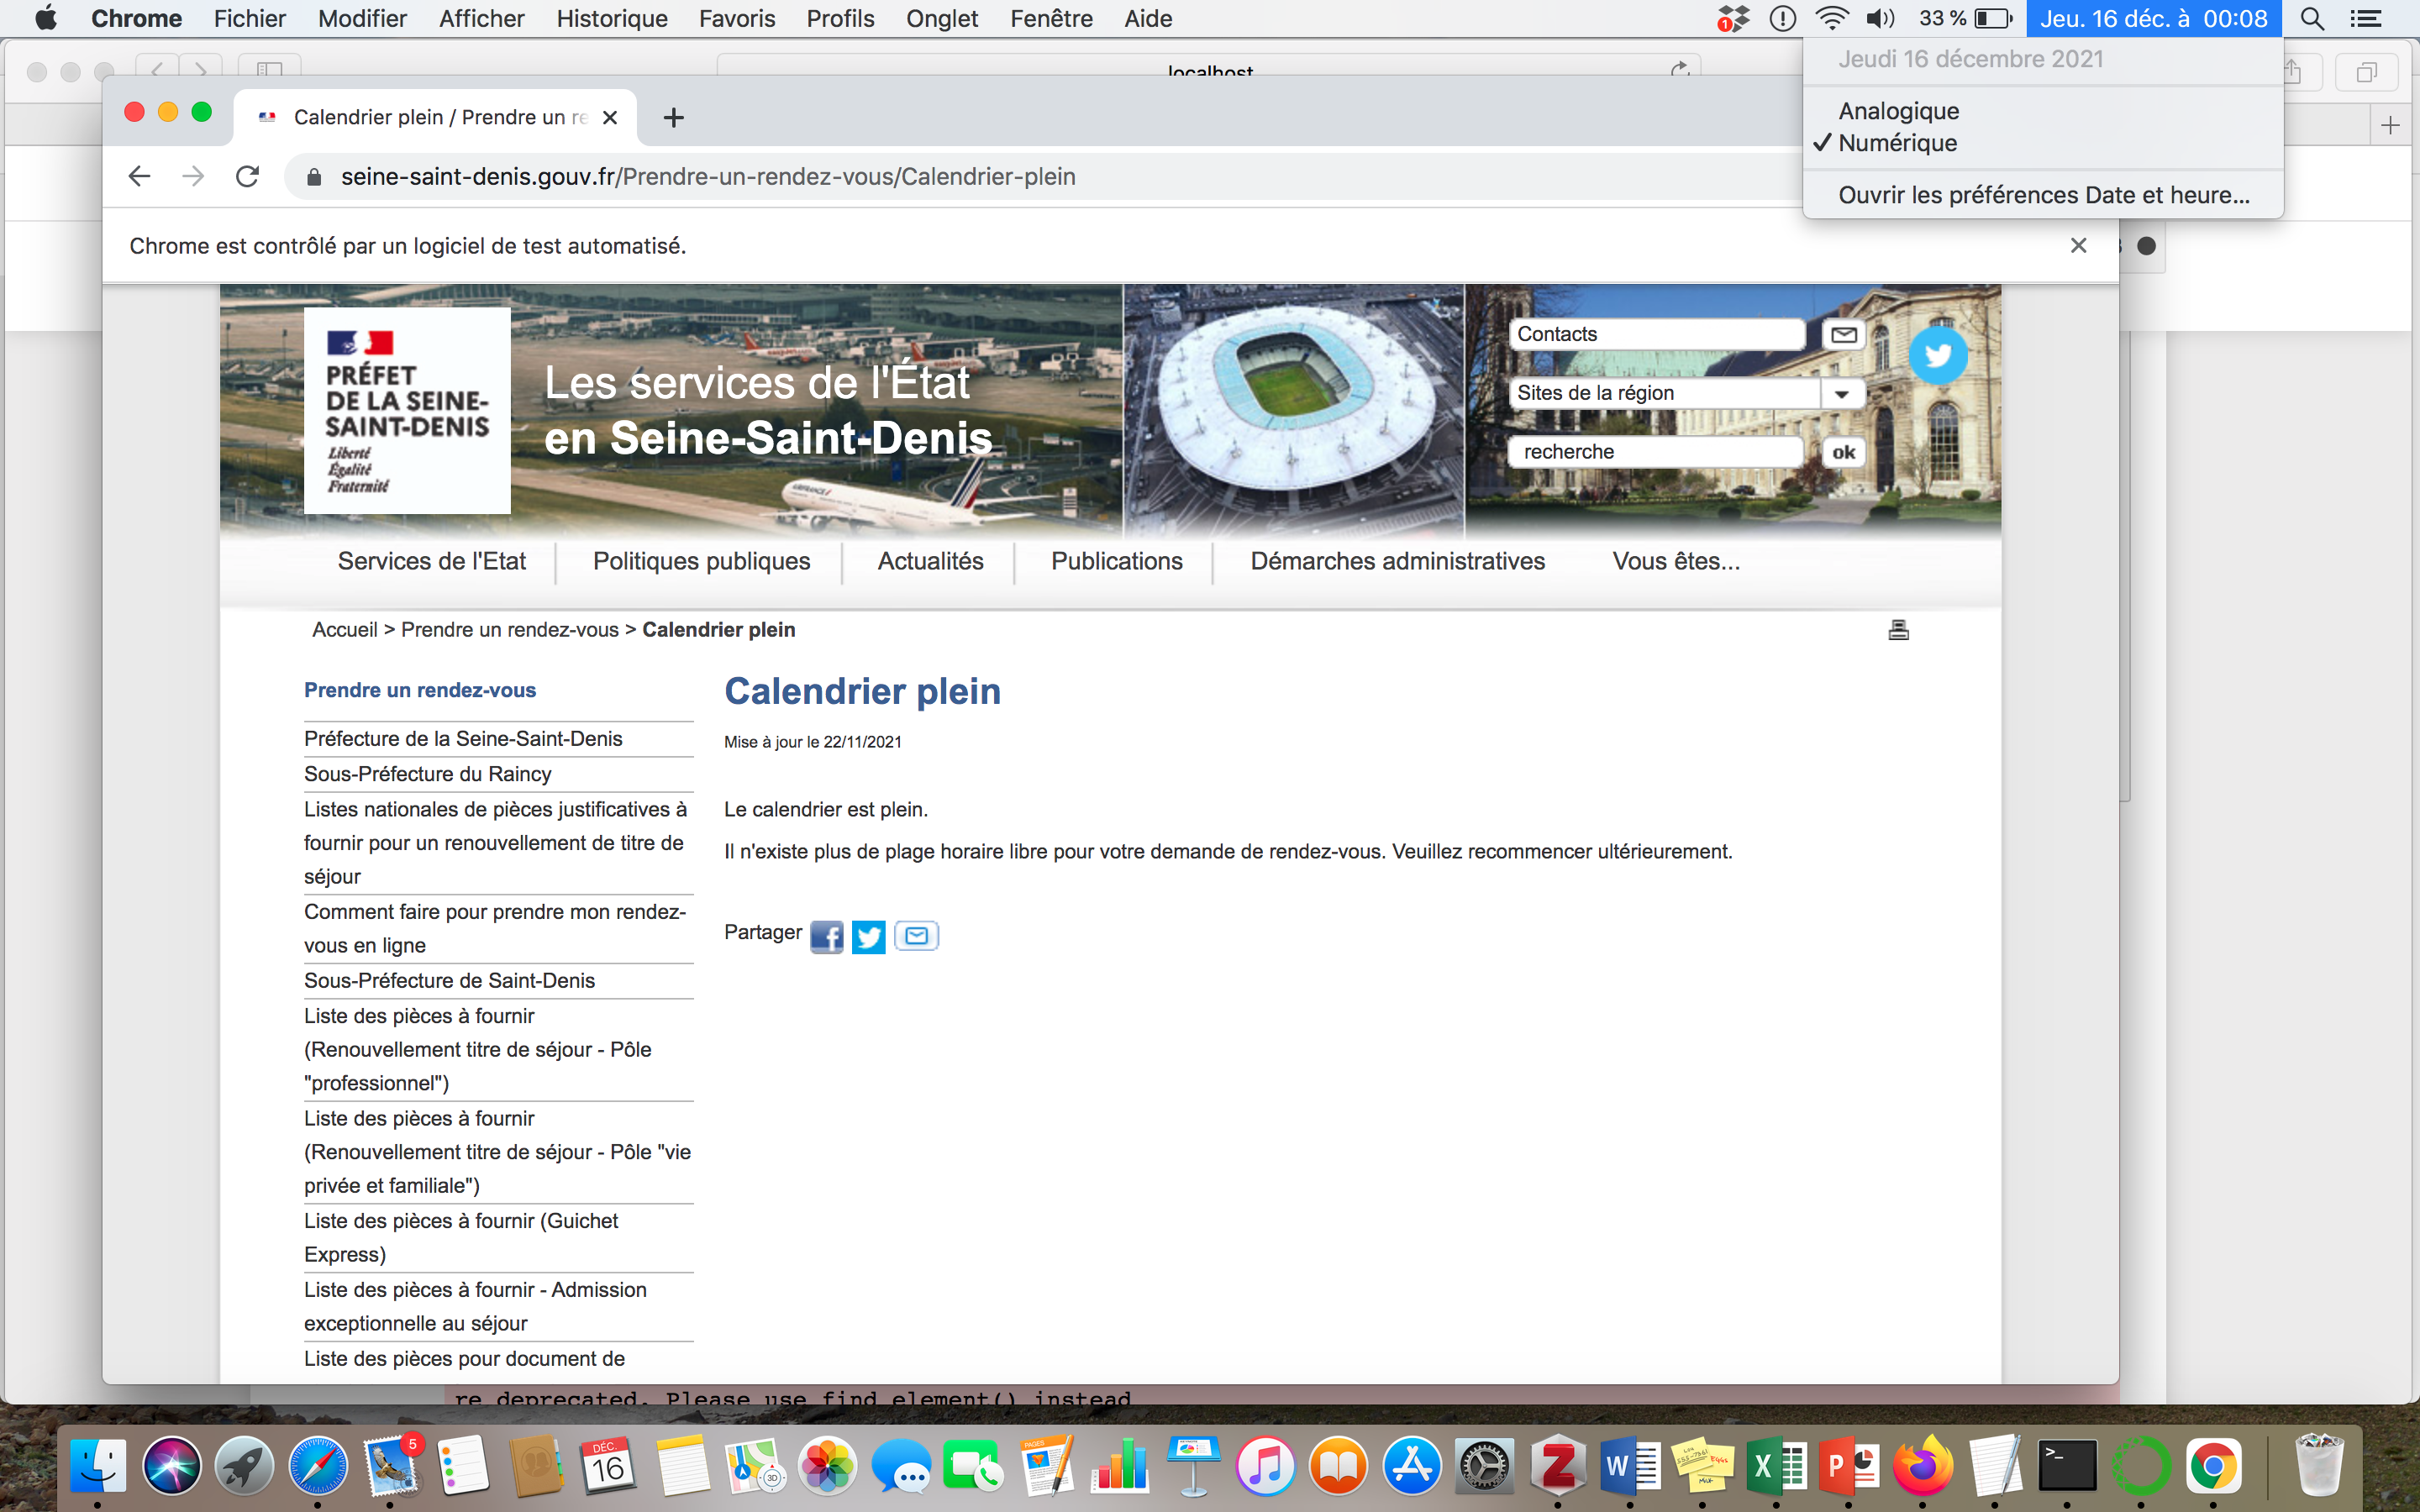 Chrome Fichier Modifier Afficher Historique Favoris Profils Onglet Fenêtre Aide
1 33 % Jeu. 16 déc. à 00:08
Jeudi 16 décembre 2021
Analogique
✓ Numérique
Ouvrir les préférences Date et heure...
localhost
Calendrier plein / Prendre un re
seine-saint-denis.gouv.fr/Prendre-un-rendez-vous/Calendrier-plein
Chrome est contrôlé par un logiciel de test automatisé.
PRÉFET
DE LA SEINE-
SAINT-DENIS
Liberté
Égalité
Fraternité
Les services de l'État
en Seine-Saint-Denis
Contacts
Sites de la région
recherche
ok
Services de l'Etat
Politiques publiques
Actualités
Publications
Démarches administratives
Vous êtes...
Accueil > Prendre un rendez-vous > Calendrier plein
Prendre un rendez-vous
Préfecture de la Seine-Saint-Denis
Sous-Préfecture du Raincy
Listes nationales de pièces justificatives à
fournir pour un renouvellement de titre de
séjour
Comment faire pour prendre mon rendez-
vous en ligne
Sous-Préfecture de Saint-Denis
Liste des pièces à fournir
(Renouvellement titre de séjour - Pôle
"professionnel")
Liste des pièces à fournir
(Renouvellement titre de séjour - Pôle "vie
privée et familiale")
Liste des pièces à fournir (Guichet
Express)
Liste des pièces à fournir - Admission
exceptionnelle au séjour
Liste des pièces pour document de
Calendrier plein
Mise à jour le 22/11/2021
Le calendrier est plein.
Il n'existe plus de plage horaire libre pour votre demande de rendez-vous. Veuillez recommencer ultérieurement.
Partager
re deprecated. Please use find_element() instead
5
DÉC.
16
3D
PAGES